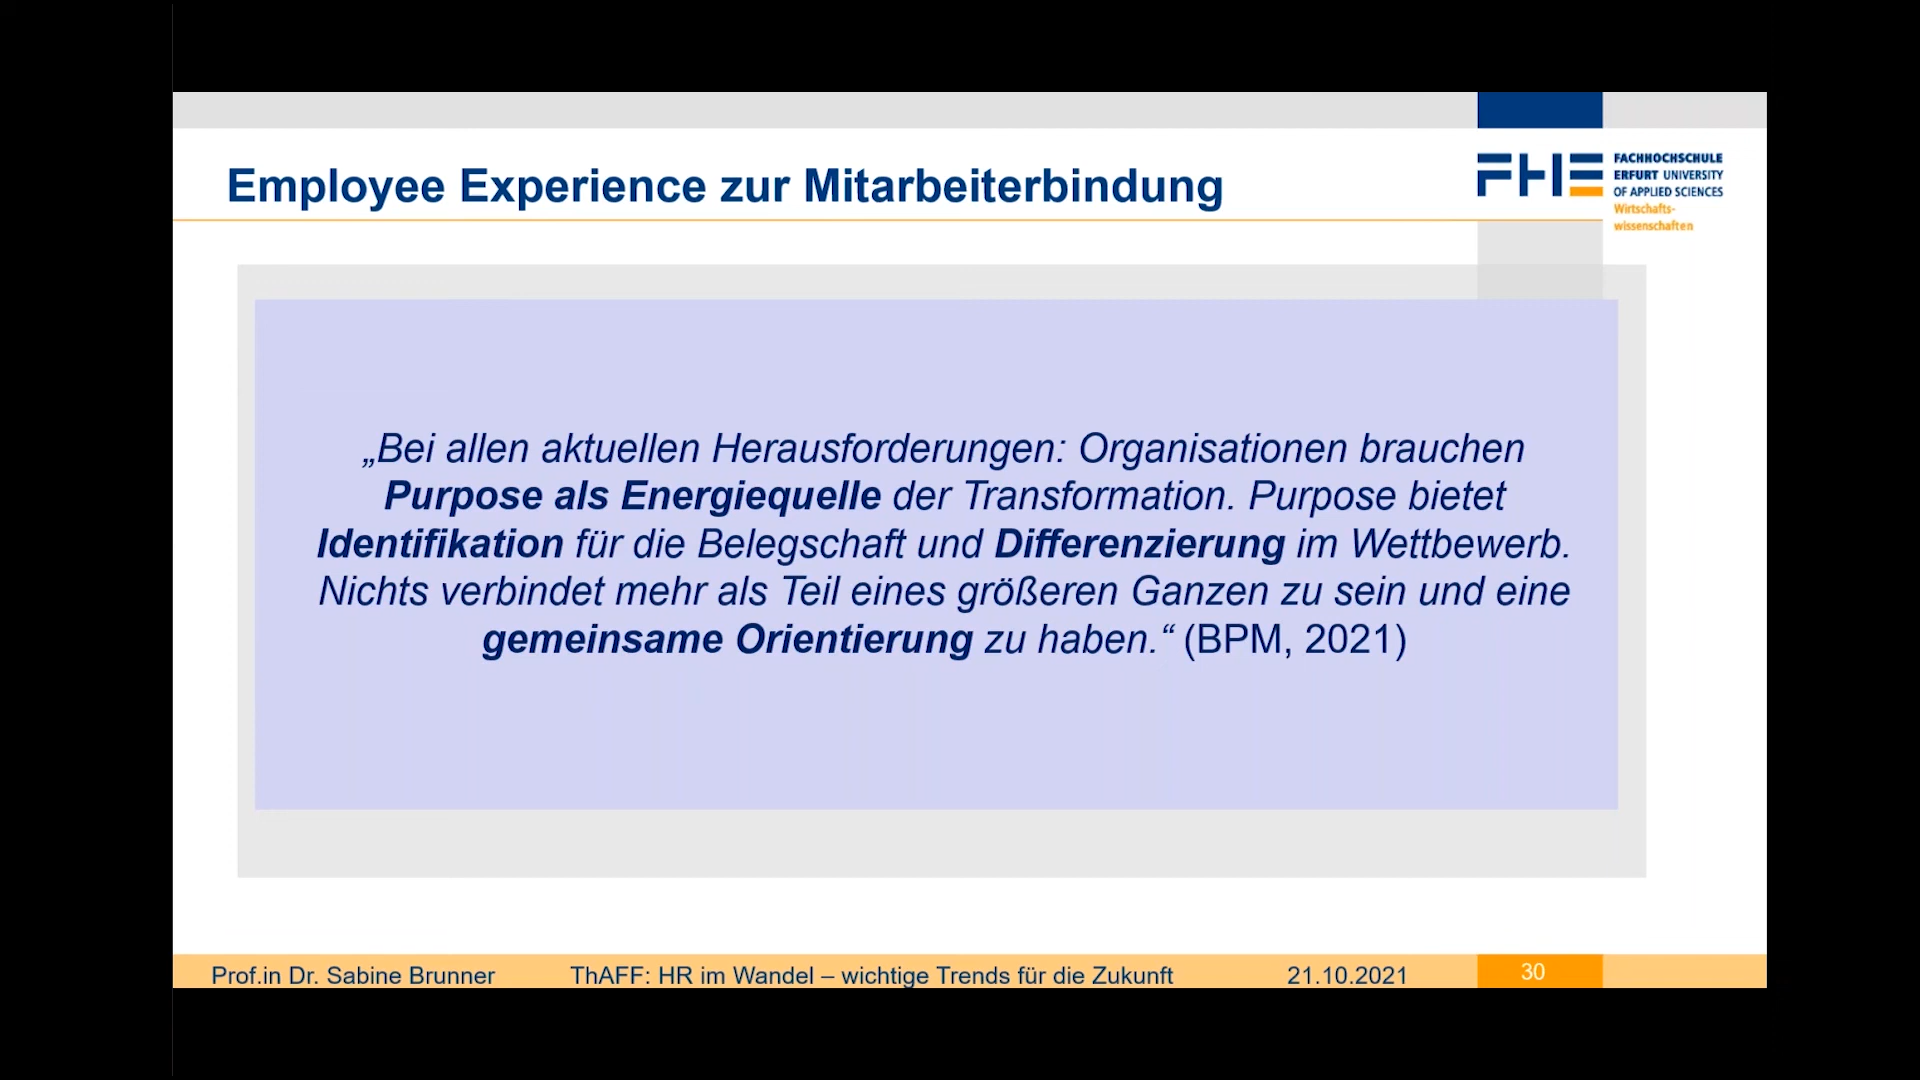 Employee Experience zur Mitarbeiterbindung
FHE
FACHHOCHSCHULE
ERFURT UNIVERSITY
OF APPLIED SCIENCES
Wirtschafts-
wissenschaften
„Bei allen aktuellen Herausforderungen: Organisationen brauchen
Purpose als Energiequelle der Transformation. Purpose bietet
Identifikation für die Belegschaft und Differenzierung im Wettbewerb.
Nichts verbindet mehr als Teil eines größeren Ganzen zu sein und eine
gemeinsame Orientierung zu haben.“ (BPM, 2021)
Prof.in Dr. Sabine Brunner ThAFF: HR im Wandel – wichtige Trends für die Zukunft 21.10.2021 30